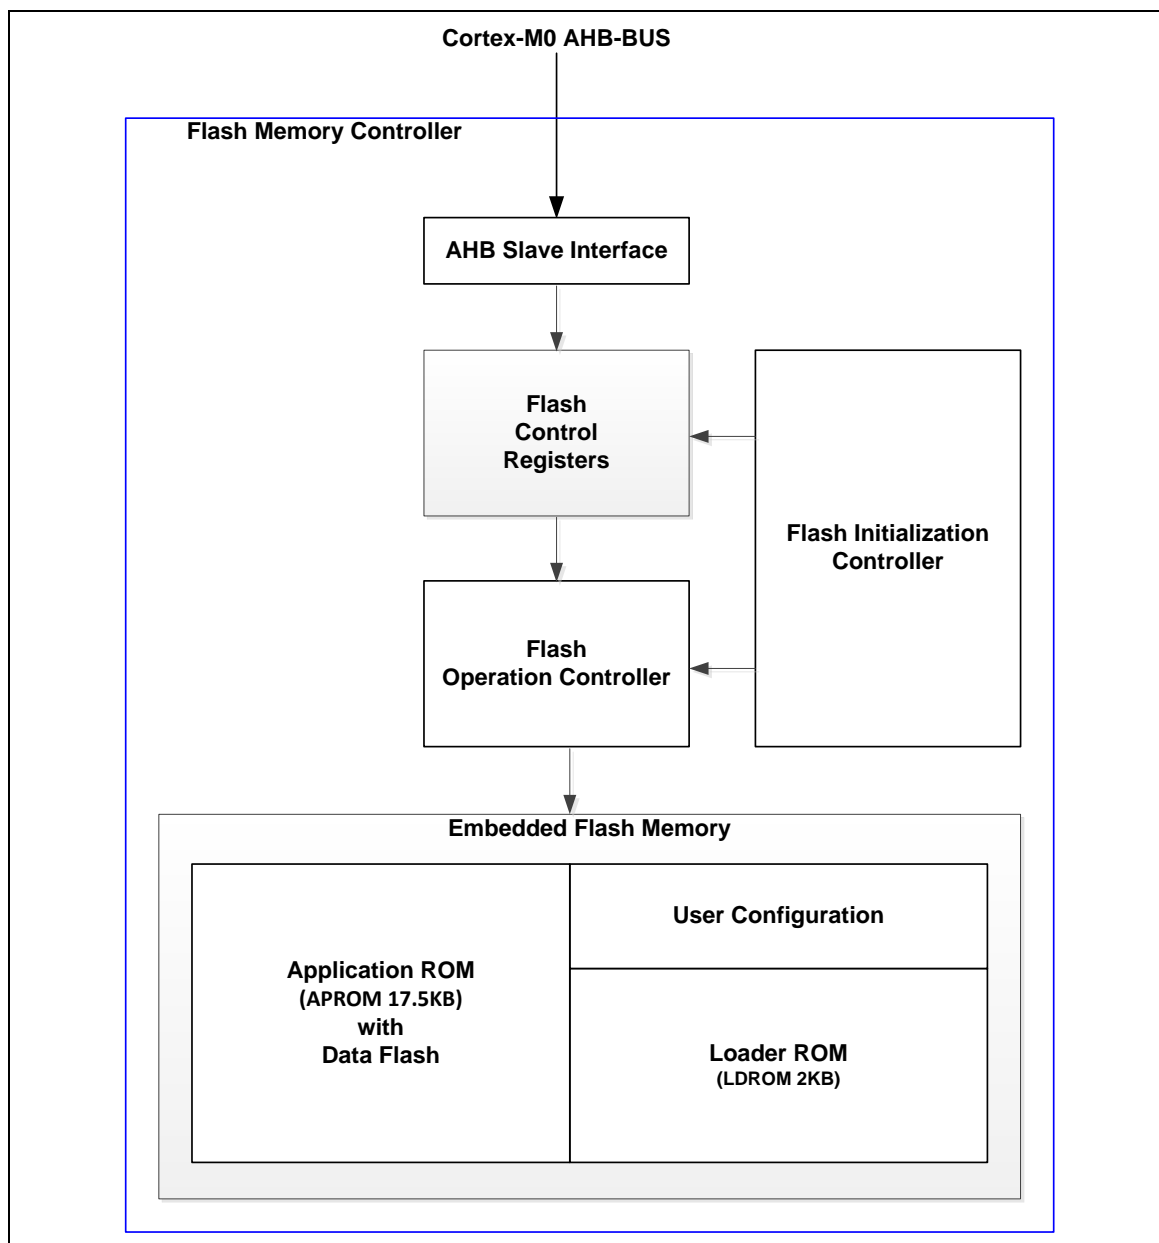 Cortex-M0 AHB-BUS
Flash Memory Controller
AHB Slave Interface
Flash
Control
Registers
Flash Initialization
Controller
Flash
Operation Controller
Embedded Flash Memory
Application ROM
(APROM 17.5KB)
with
Data Flash
User Configuration
Loader ROM
(LDROM 2KB)